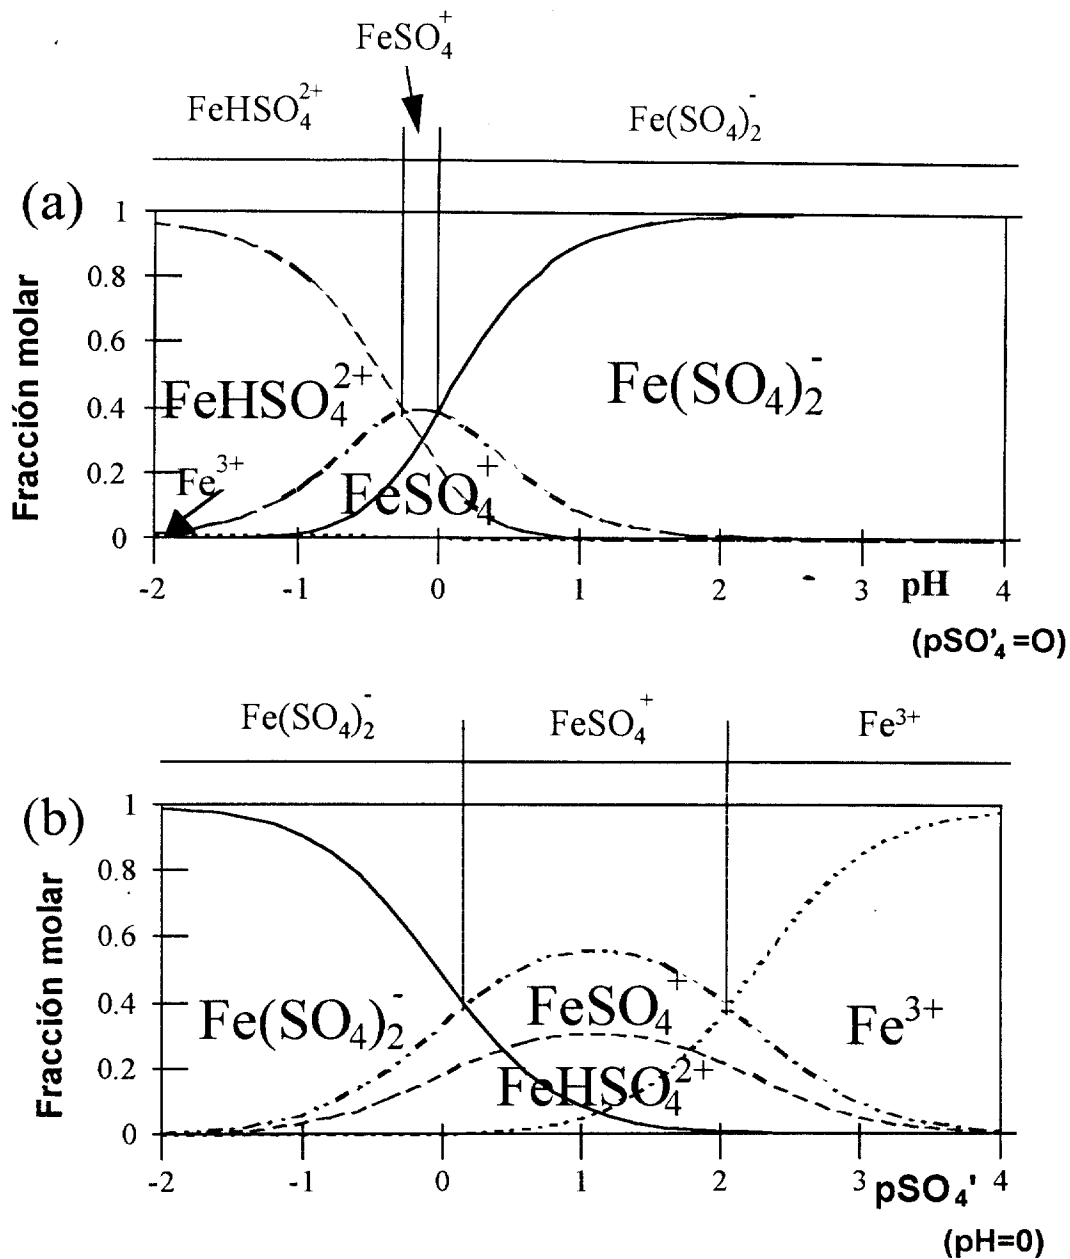 FeSO₄⁺
FeHSO₄²⁺ Fe(SO₄)₂⁻
(a)
Fracción molar
1
0.8
0.6
0.4
0.2
0
FeHSO₄²⁺
Fe(SO₄)₂⁻
Fe³⁺
FeSO₄⁺
-2 -1 0 1 2 3 pH 4
(pSO'₄=O)
Fe(SO₄)₂⁻ FeSO₄⁺ Fe³⁺
(b)
Fracción molar
1
0.8
0.6
0.4
0.2
0
Fe(SO₄)₂⁻
FeSO₄⁺
Fe³⁺
FeHSO₄²⁺
-2 -1 0 1 2 3 pSO₄' 4
(pH=0)